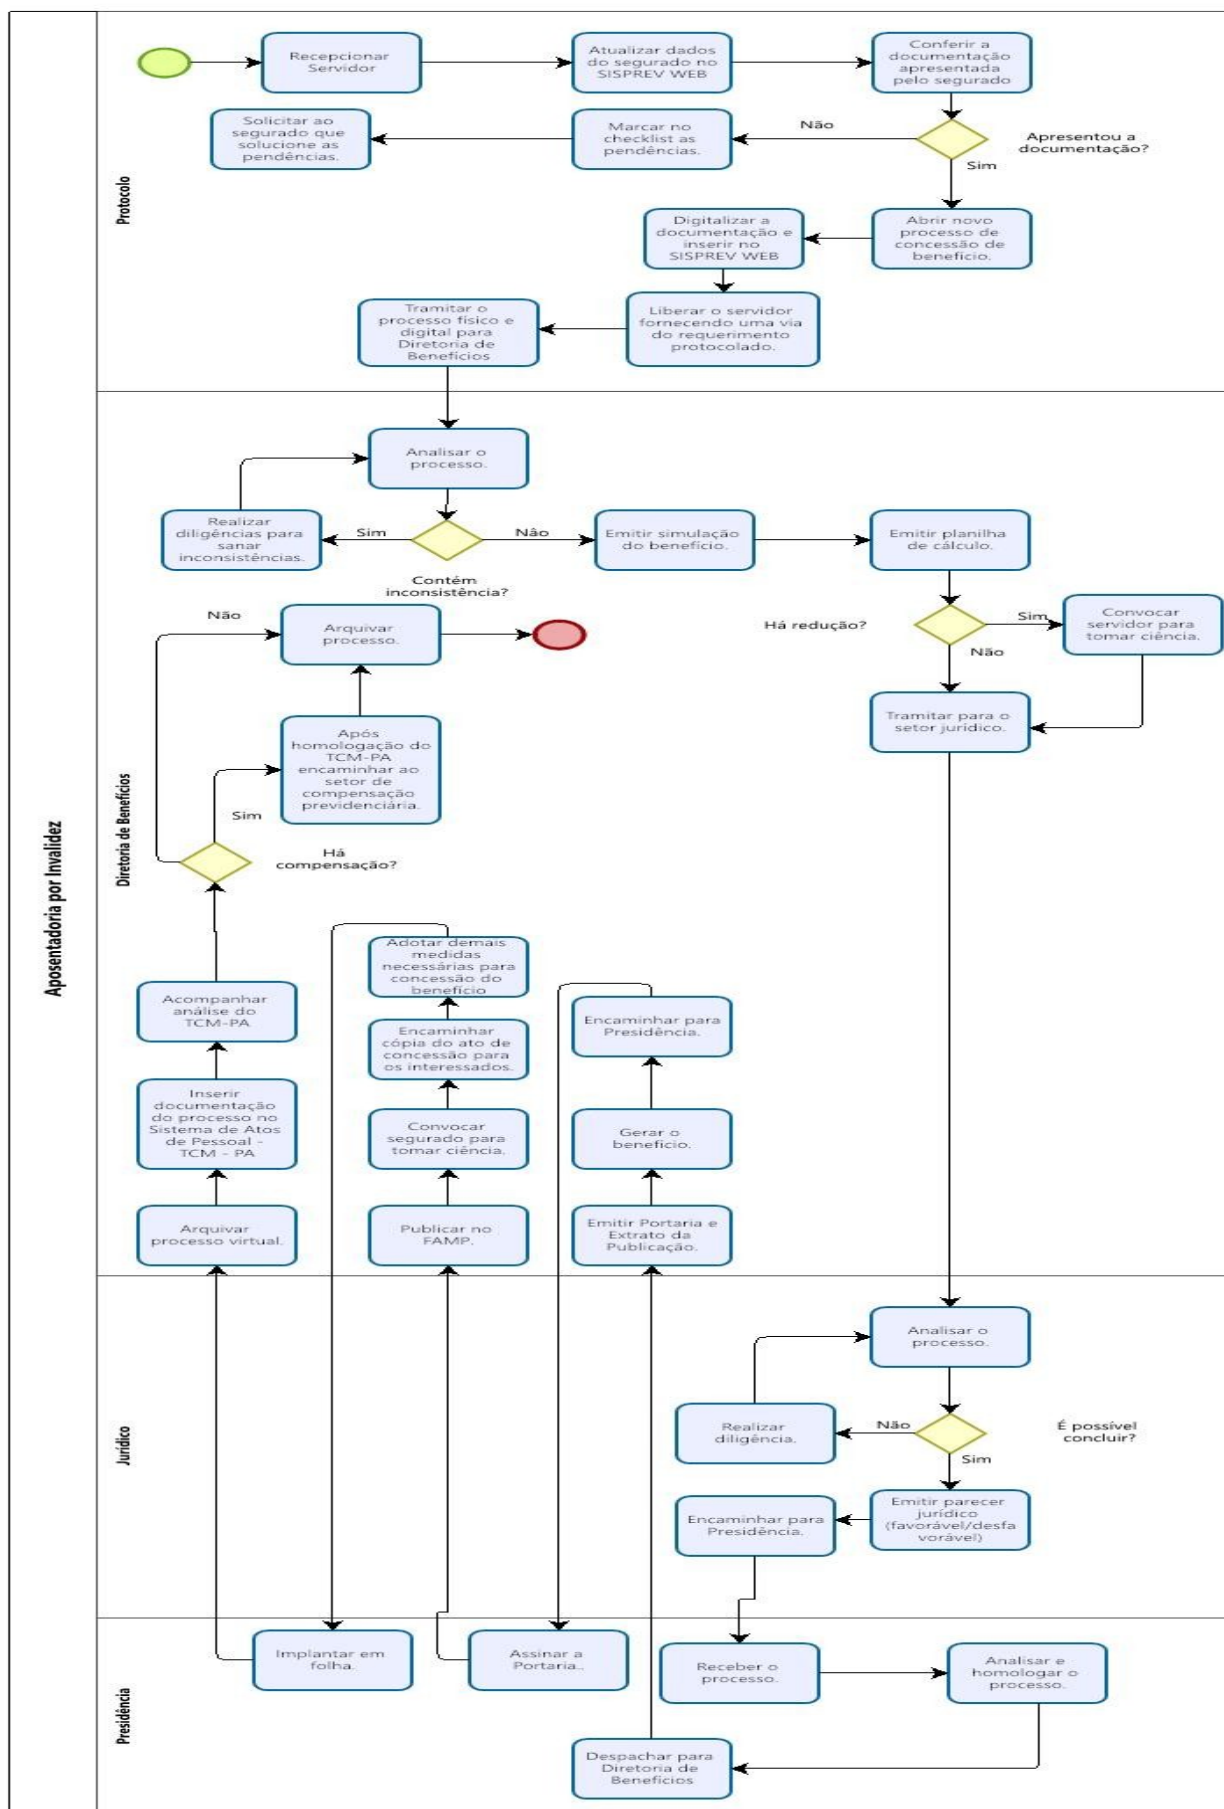 Aposentadoria por Invalidez
Protocolo
Recepcionar
Servidor
Atualizar dados
do segurado no
SISPREV WEB
Conferir a
documentação
apresentada
pelo segurado
Solicitar ao
segurado que
solucione as
pendências.
Marcar no
checklist as
pendências.
Não
Apresentou a
documentação?
Sim
Digitalizar a
documentação e
inserir no
SISPREV WEB
Abrir novo
processo de
concessão de
benefício.
Tramitar o
processo físico e
digital para
Diretoria de
Benefícios
Liberar o servidor
fornecendo uma via
do requerimento
protocolado.
Diretoria de Benefícios
Analisar o
processo.
Realizar
diligências para
sanar
inconsistências.
Sim
Não
Contém
inconsistência?
Emitir simulação
do benefício.
Emitir planilha
de cálculo.
Não
Arquivar
processo.
Há redução?
Sim
Não
Convocar
servidor para
tomar ciência.
Tramitar para o
setor jurídico.
Após
homologação do
TCM-PA
encaminhar ao
setor de
compensação
previdenciária.
Sim
Há
compensação?
Adotar demais
medidas
necessárias para
concessão do
benefício
Acompanhar
análise do
TCM-PA
Encaminhar
cópia do ato de
concessão para
os interessados.
Encaminhar para
Presidência.
Inserir
documentação
do processo no
Sistema de Atos
de Pessoal -
TCM - PA
Convocar
segurado para
tomar ciência.
Gerar o
benefício.
Arquivar
processo virtual.
Publicar no
FAMP.
Emitir Portaria e
Extrato da
Publicação.
Jurídico
Analisar o
processo.
Realizar
diligência.
Não
É possível
concluir?
Sim
Encaminhar para
Presidência.
Emitir parecer
jurídico
(favorável/desfa
vorável)
Presidência
Implantar em
folha.
Assinar a
Portaria..
Receber o
processo.
Analisar e
homologar o
processo.
Despachar para
Diretoria de
Benefícios